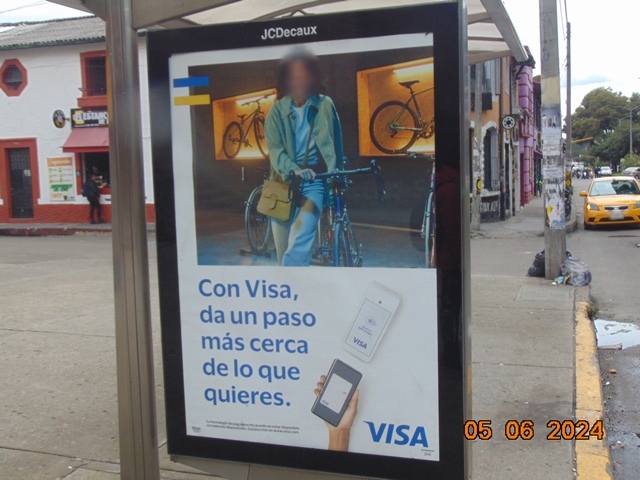 JCDecaux
Con Visa,
da un paso
más cerca
de lo que
quieres.
VISA
VISA
05 06 2024